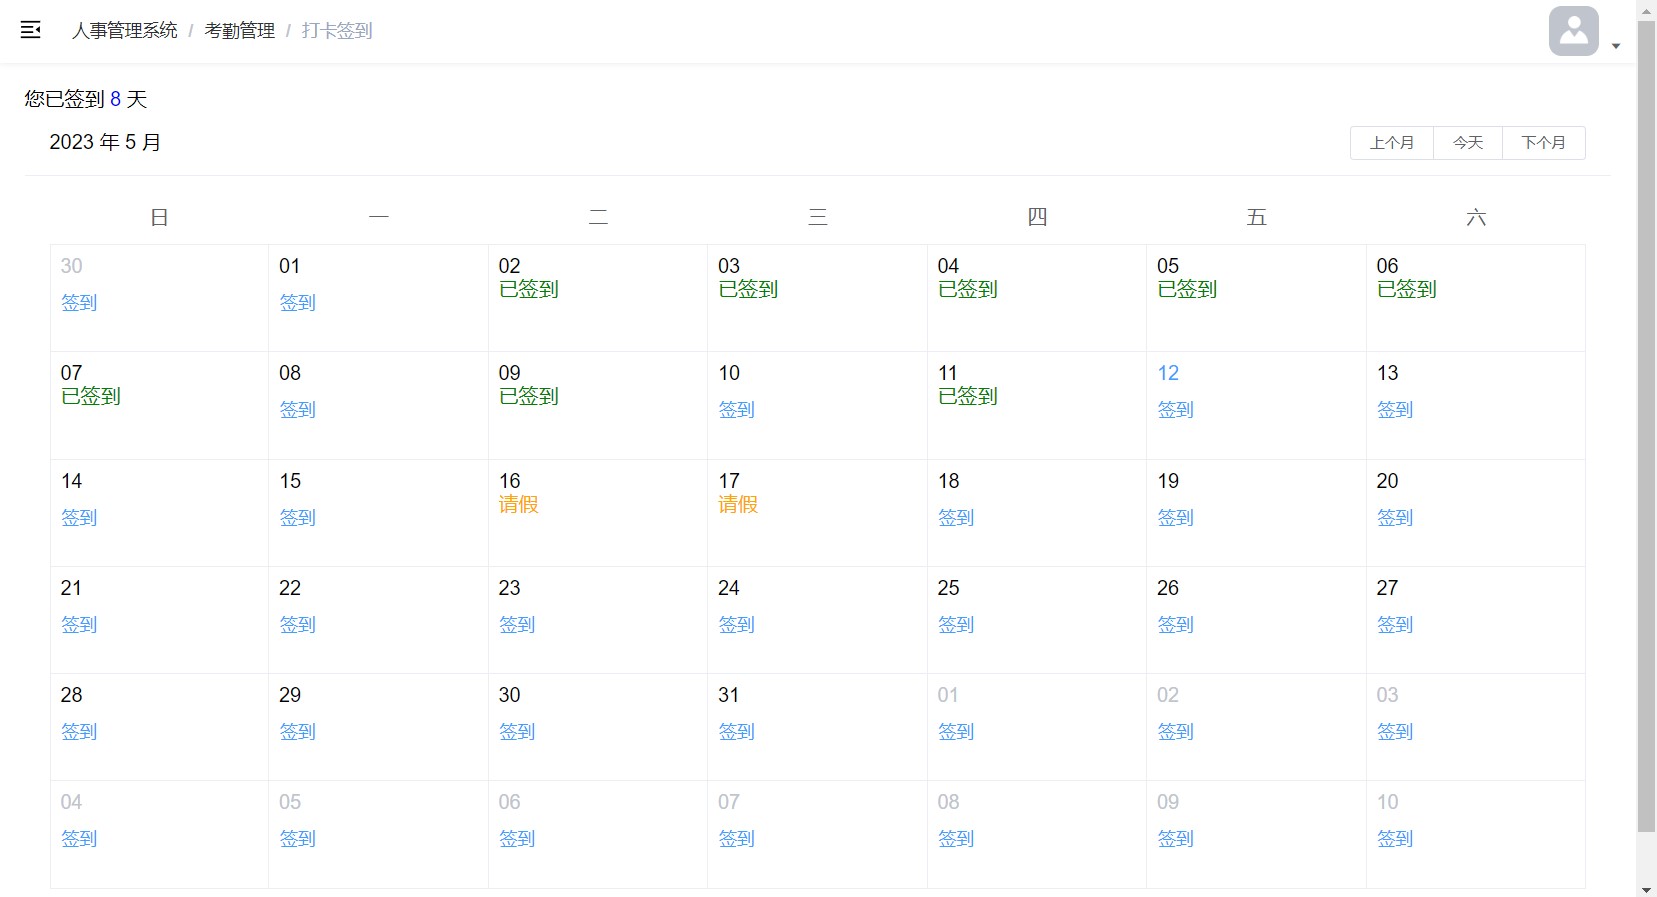 人事管理系统 / 考勤管理 / 打卡签到
您已签到 8 天
2023 年 5 月 上个月 今天 下个月
日 一 二 三 四 五 六
30 01 02 03 04 05 06
签到 签到 已签到 已签到 已签到 已签到 已签到
07 08 09 10 11 12 13
已签到 签到 已签到 签到 已签到 签到 签到
14 15 16 17 18 19 20
签到 签到 请假 请假 签到 签到 签到
21 22 23 24 25 26 27
签到 签到 签到 签到 签到 签到 签到
28 29 30 31 01 02 03
签到 签到 签到 签到 签到 签到 签到
04 05 06 07 08 09 10
签到 签到 签到 签到 签到 签到 签到